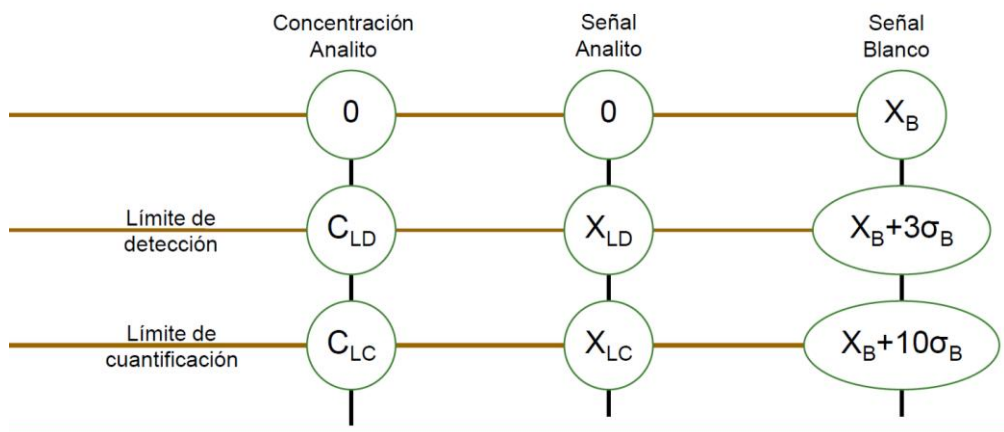 Concentración
Analito
Señal
Analito
Señal
Blanco
0
0
X_B
Límite de
detección
C_LD
X_LD
X_B+3σ_B
Límite de
cuantificación
C_LC
X_LC
X_B+10σ_B